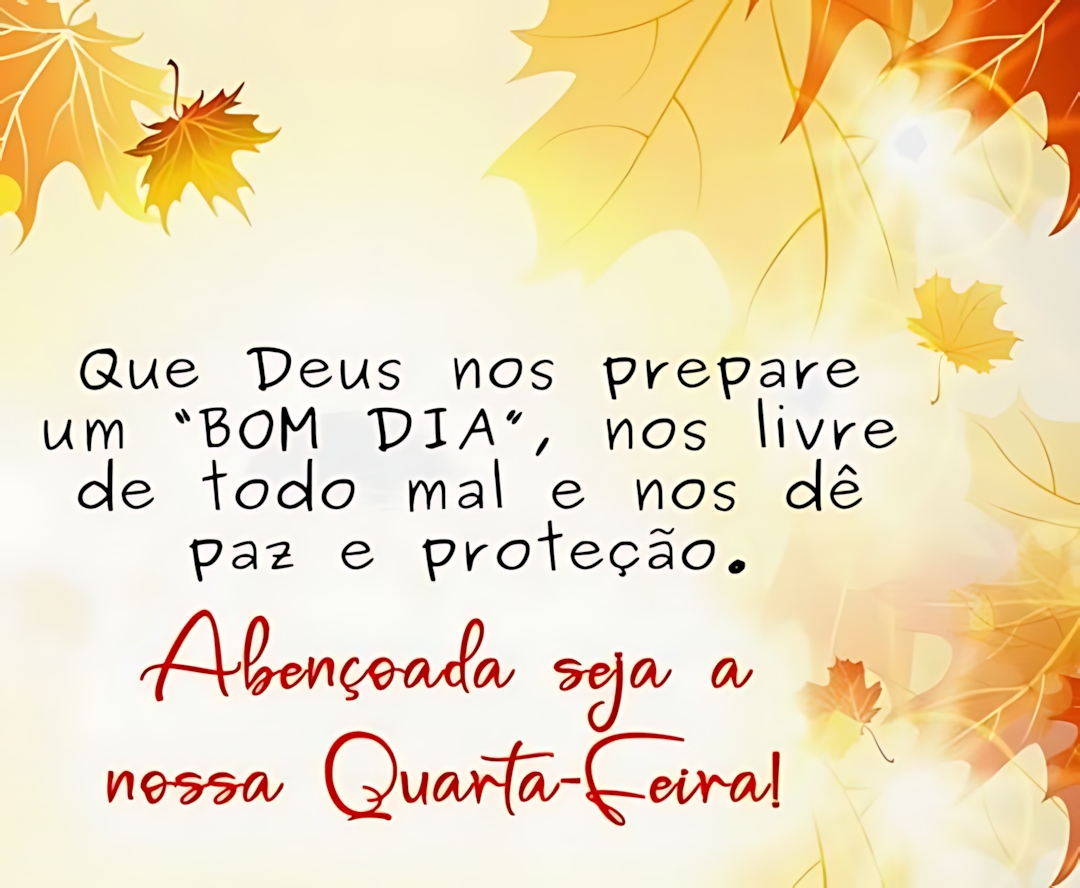 Que Deus nos prepare
um "BOM DIA", nos livre
de todo mal e nos dê
paz e proteção.
Abençoada seja a
nossa Quarta-Feira!